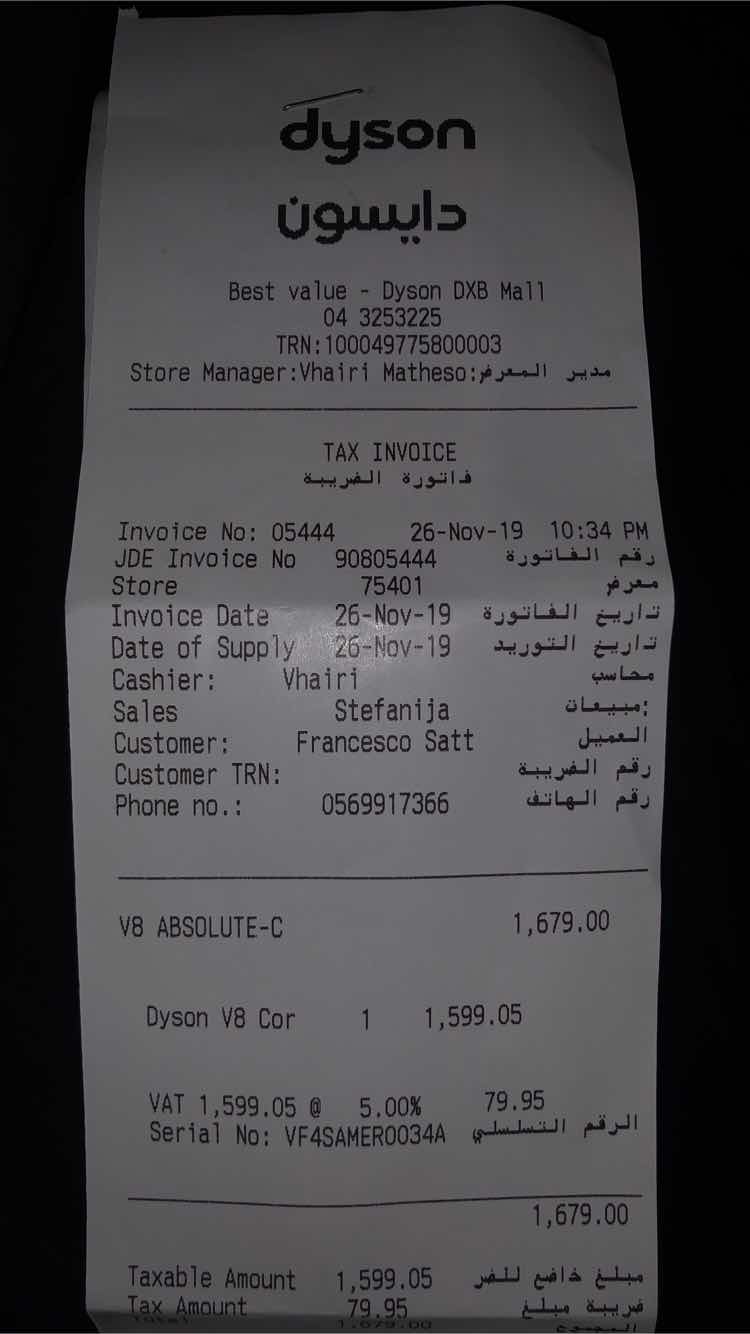 dyson
دايسون
Best value - Dyson DXB Mall
04 3253225
TRN:100049775800003
Store Manager:Vhairi Matheso:مدير المعرض
TAX INVOICE
فاتورة الضريبة
Invoice No: 05444 26-Nov-19 10:34 PM
JDE Invoice No 90805444 رقم الفاتورة
Store 75401 معرض
Invoice Date 26-Nov-19 تاريخ الفاتورة
Date of Supply 26-Nov-19 تاريخ التوريد
Cashier: Vhairi محاسب
Sales Stefanija مبيعات:
Customer: Francesco Satt العميل
Customer TRN: رقم الضريبة
Phone no.: 0569917366 رقم الهاتف
V8 ABSOLUTE-C 1,679.00
Dyson V8 Cor 1 1,599.05
VAT 1,599.05 @ 5.00% 79.95
Serial No: VF4SAMER0034A الرقم التسلسلي
1,679.00
Taxable Amount 1,599.05 مبلغ خاضع للضر
Tax Amount 79.95 ضريبة مبلغ
Total 1,679.00 المجموع